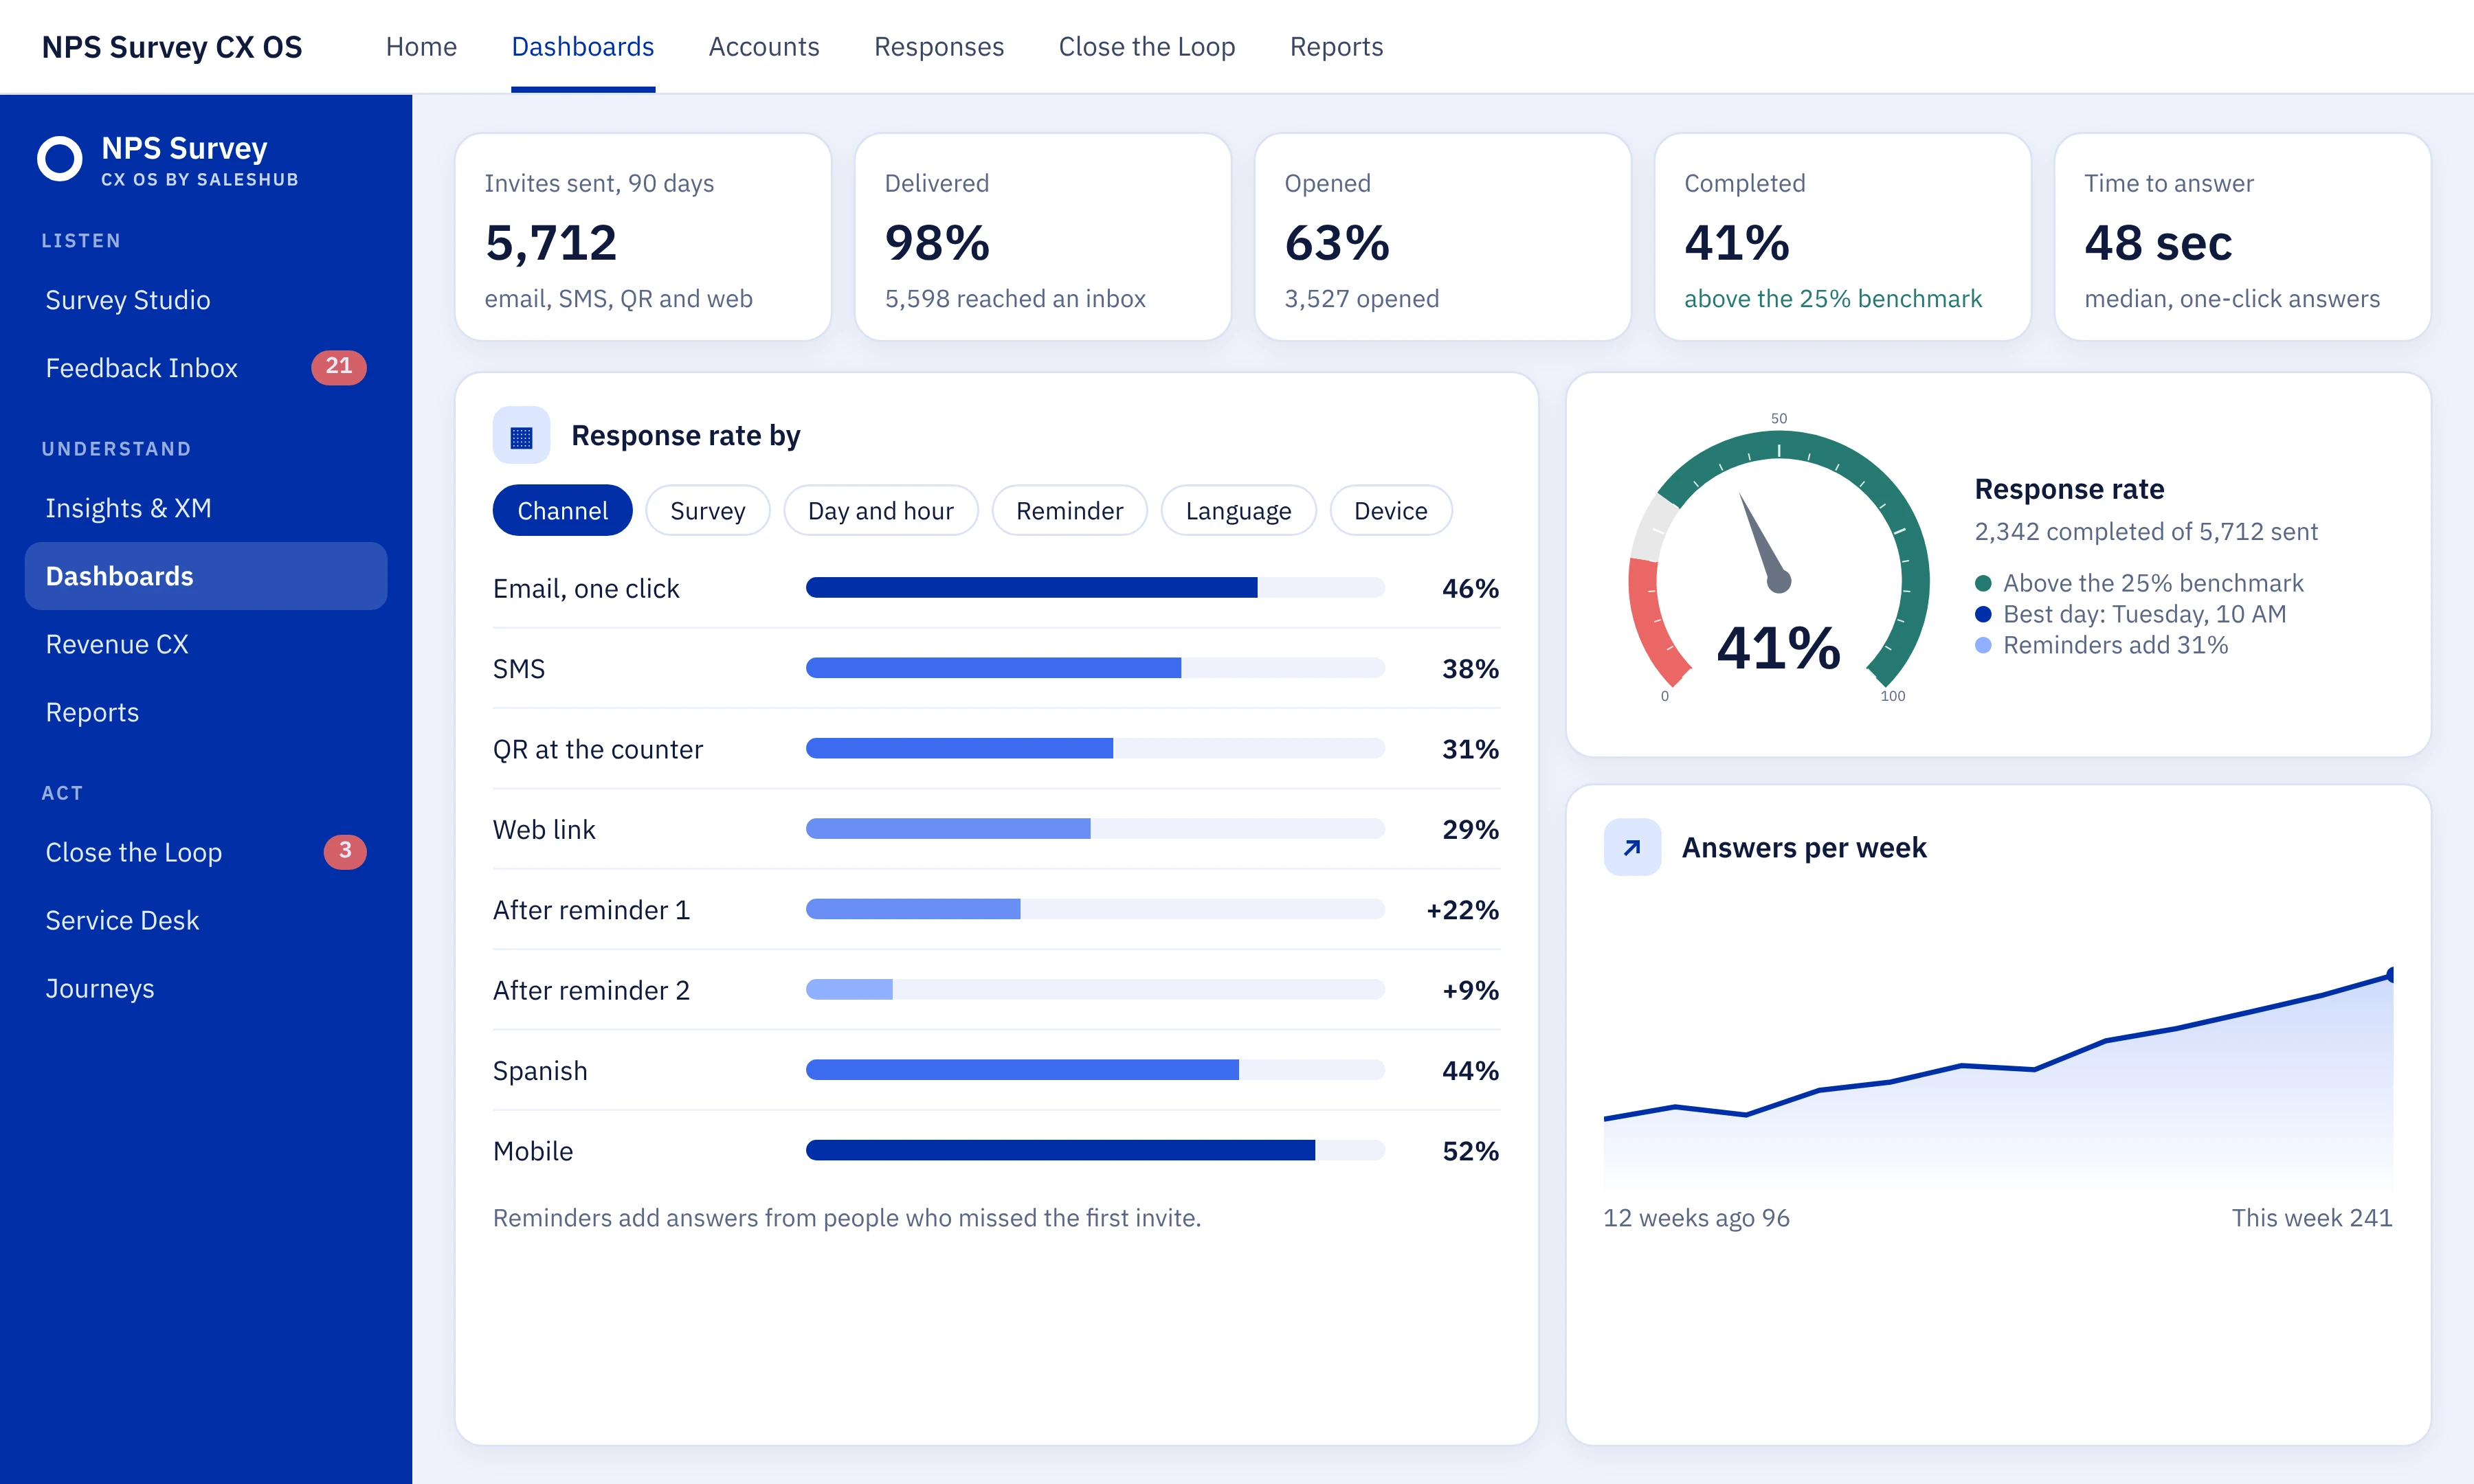 NPS Survey CX OS
Home
Dashboards
Accounts
Responses
Close the Loop
Reports
NPS Survey
CX OS BY SALESHUB
LISTEN
Survey Studio
Feedback Inbox
21
UNDERSTAND
Insights & XM
Dashboards
Revenue CX
Reports
ACT
Close the Loop
3
Service Desk
Journeys
Invites sent, 90 days
5,712
email, SMS, QR and web
Delivered
98%
5,598 reached an inbox
Opened
63%
3,527 opened
Completed
41%
above the 25% benchmark
Time to answer
48 sec
median, one-click answers
Response rate by
Channel
Survey
Day and hour
Reminder
Language
Device
Email, one click
46%
SMS
38%
QR at the counter
31%
Web link
29%
After reminder 1
+22%
After reminder 2
+9%
Spanish
44%
Mobile
52%
Reminders add answers from people who missed the first invite.
50
0
100
41%
Response rate
2,342 completed of 5,712 sent
Above the 25% benchmark
Best day: Tuesday, 10 AM
Reminders add 31%
Answers per week
12 weeks ago 96
This week 241